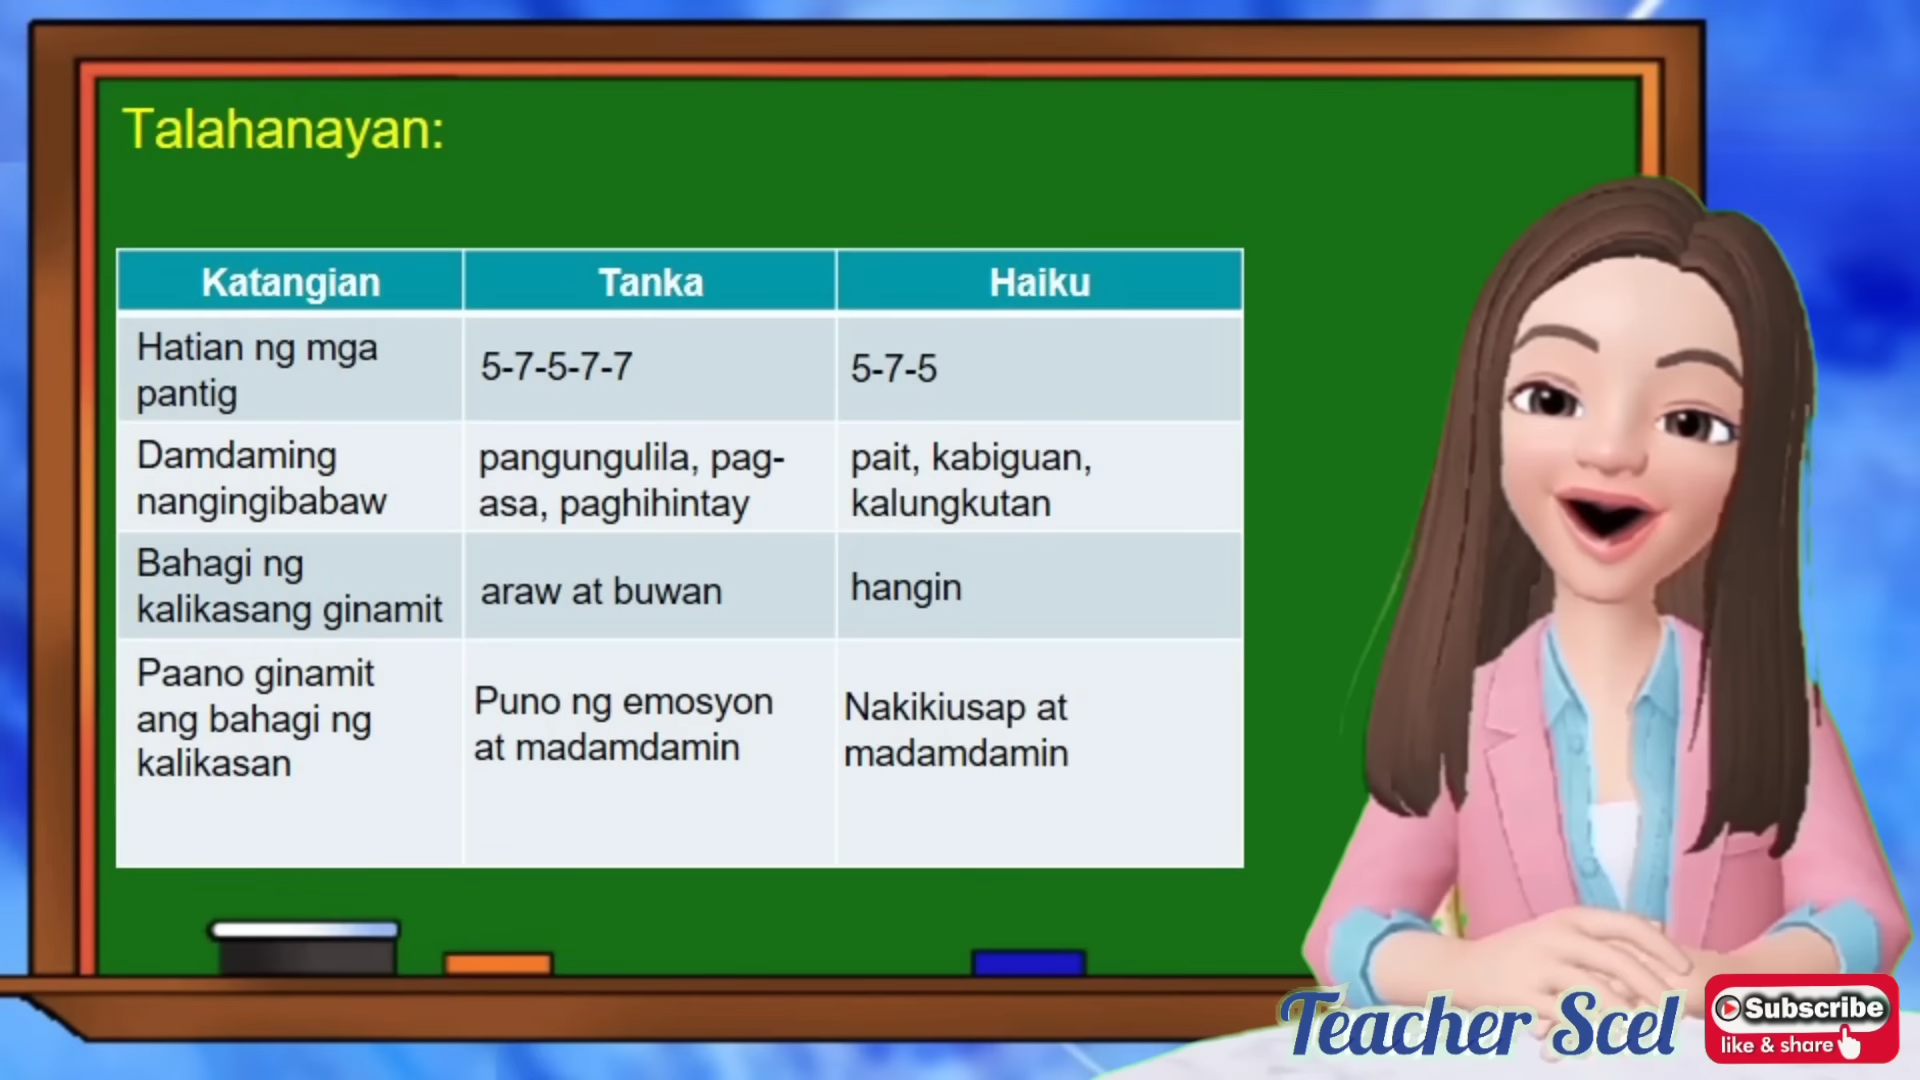 Talahanayan:
Katangian
Tanka
Haiku
Hatian ng mga
pantig
5-7-5-7-7
5-7-5
Damdaming
nangingibabaw
pangungulila, pag-
asa, paghihintay
pait, kabiguan,
kalungkutan
Bahagi ng
kalikasang ginamit
araw at buwan
hangin
Paano ginamit
ang bahagi ng
kalikasan
Puno ng emosyon
at madamdamin
Nakikiusap at
madamdamin
Teacher Scel
Subscribe
like & share